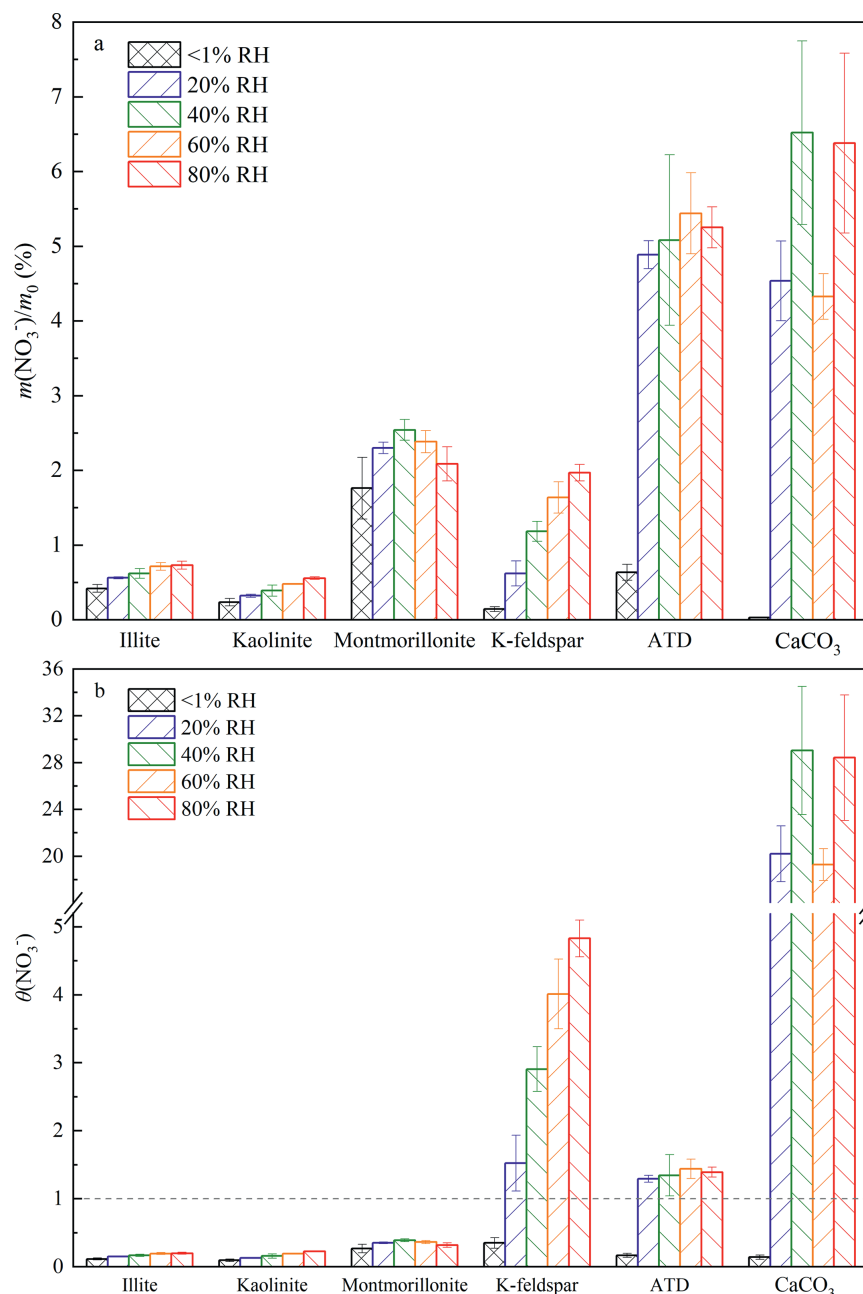 a
<1% RH
20% RH
40% RH
60% RH
80% RH
8
7
6
5
4
3
2
1
0
m(NO₃⁻)/m₀ (%)
Illite Kaolinite Montmorillonite K-feldspar ATD CaCO₃
b
<1% RH
20% RH
40% RH
60% RH
80% RH
36
32
28
24
20
5
4
3
2
1
0
θ(NO₃⁻)
Illite Kaolinite Montmorillonite K-feldspar ATD CaCO₃